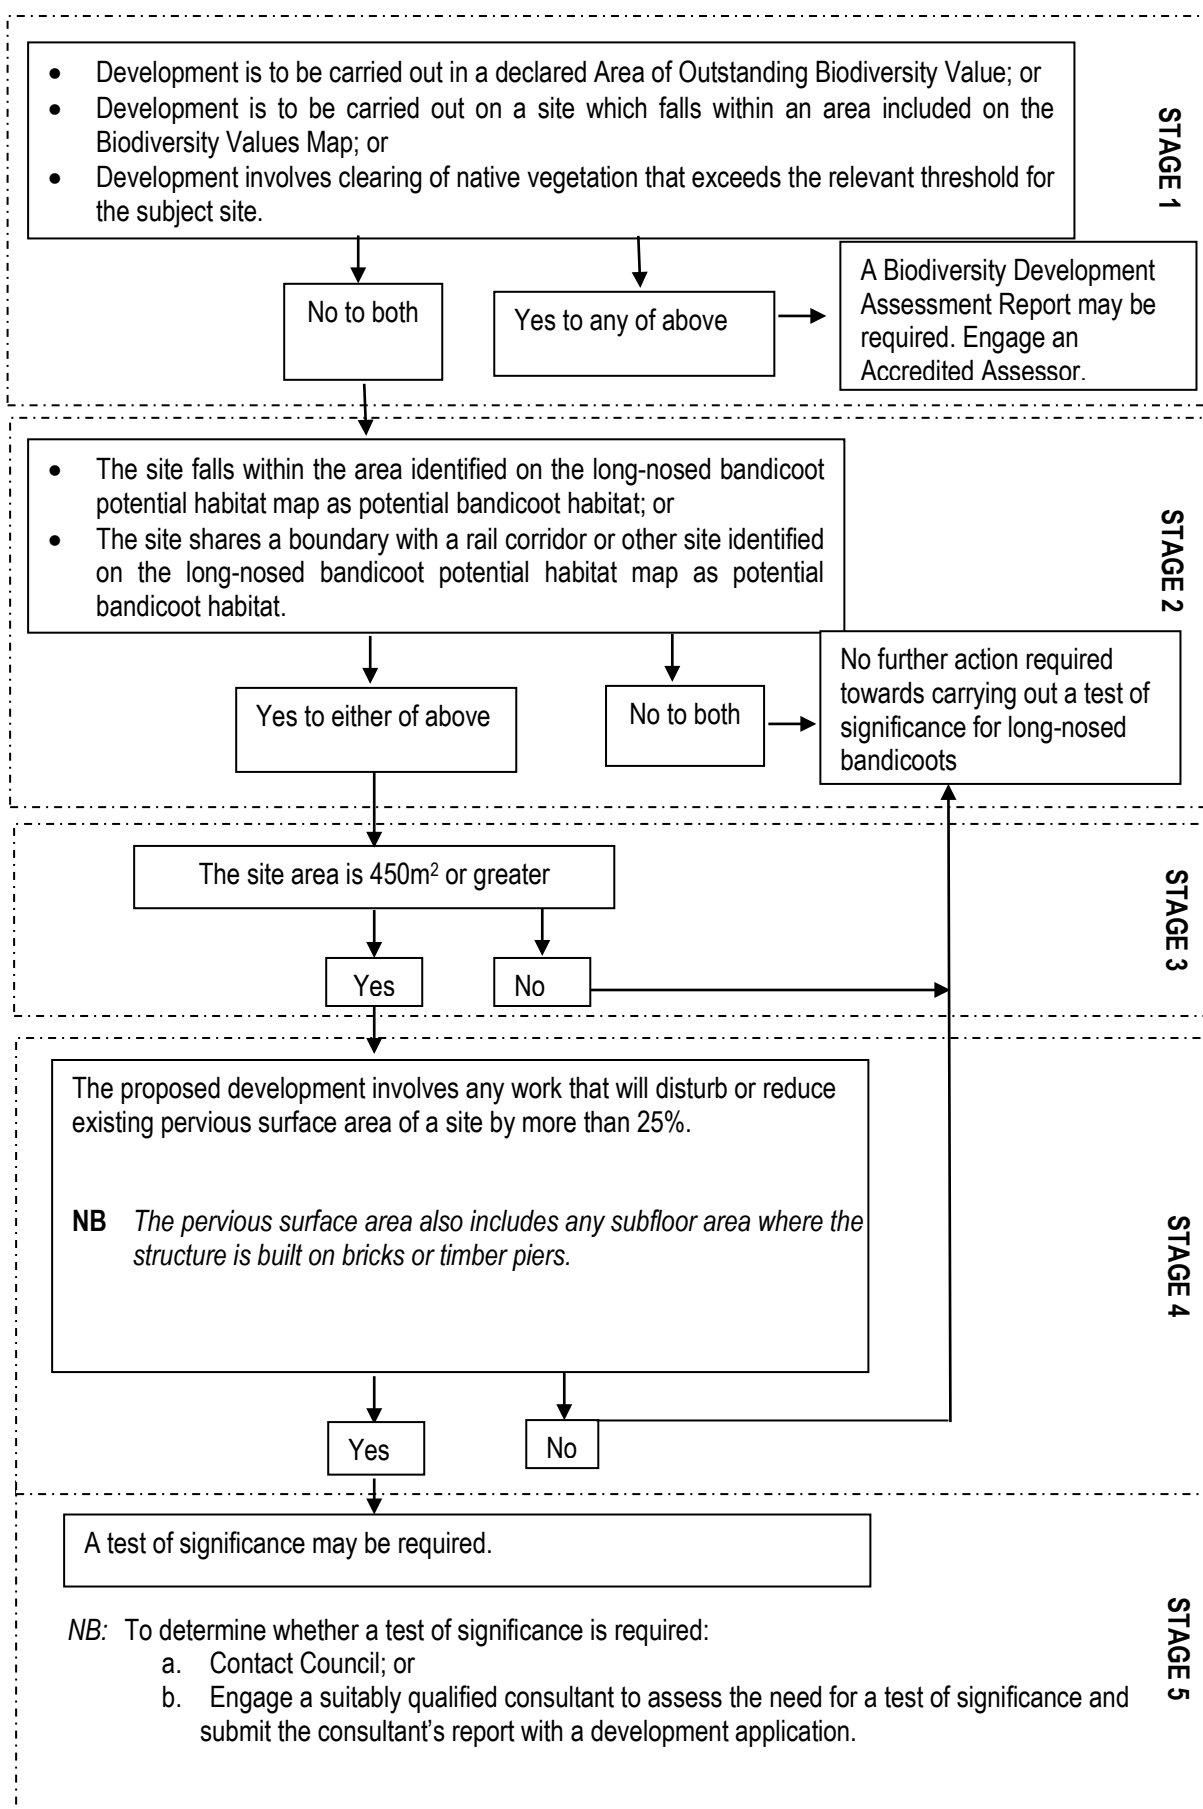 • Development is to be carried out in a declared Area of Outstanding Biodiversity Value; or
• Development is to be carried out on a site which falls within an area included on the
Biodiversity Values Map; or
• Development involves clearing of native vegetation that exceeds the relevant threshold for
the subject site.
STAGE 1
No to both
Yes to any of above
A Biodiversity Development
Assessment Report may be
required. Engage an
Accredited Assessor.
• The site falls within the area identified on the long-nosed bandicoot
potential habitat map as potential bandicoot habitat; or
• The site shares a boundary with a rail corridor or other site identified
on the long-nosed bandicoot potential habitat map as potential
bandicoot habitat.
STAGE 2
Yes to either of above
No to both
No further action required
towards carrying out a test of
significance for long-nosed
bandicoots
The site area is 450m² or greater
STAGE 3
Yes
No
The proposed development involves any work that will disturb or reduce
existing pervious surface area of a site by more than 25%.
NB The pervious surface area also includes any subfloor area where the
structure is built on bricks or timber piers.
STAGE 4
Yes
No
A test of significance may be required.
NB: To determine whether a test of significance is required:
a. Contact Council; or
b. Engage a suitably qualified consultant to assess the need for a test of significance and
submit the consultant's report with a development application.
STAGE 5